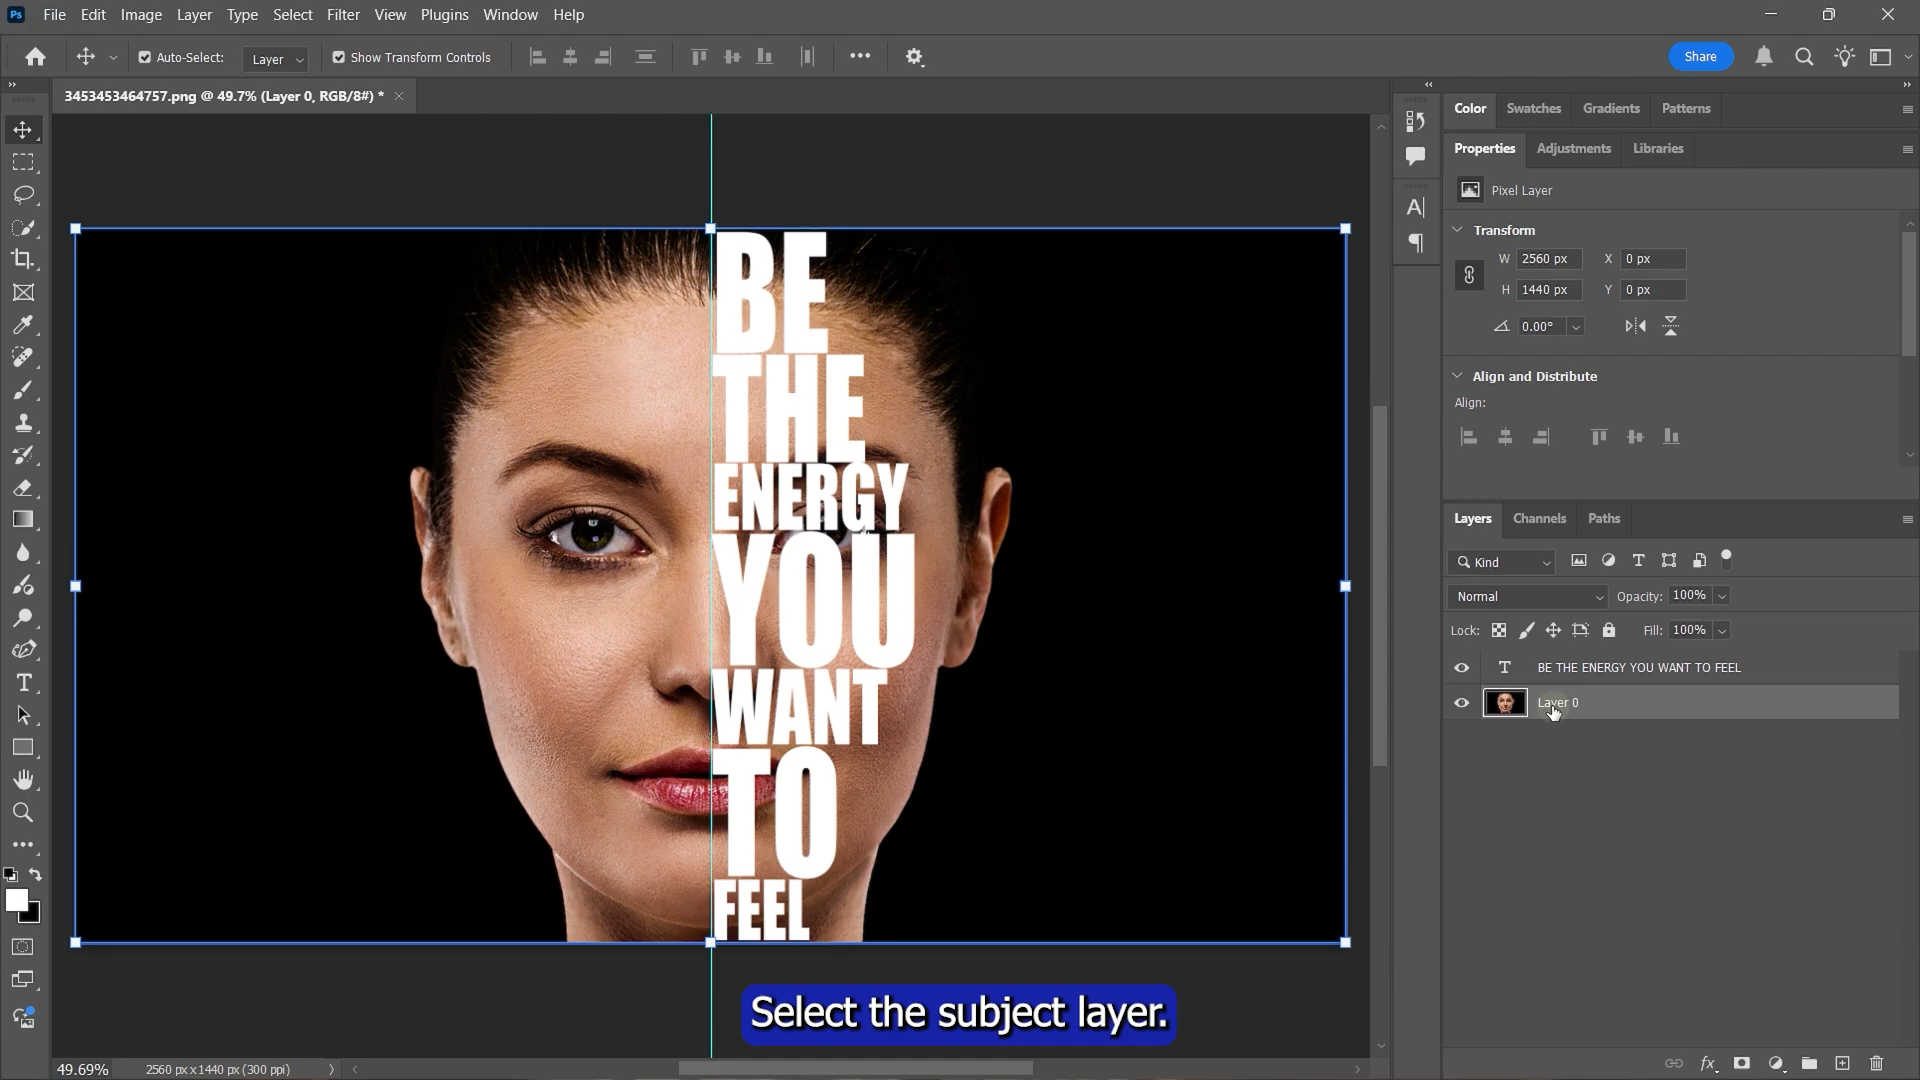 Ps File Edit Image Layer Type Select Filter View Plugins Window Help
Auto-Select: Layer Show Transform Controls Share
3453453464757.png @ 49.7% (Layer 0, RGB/8#) *
Color Swatches Gradients Patterns
Properties Adjustments Libraries
Pixel Layer
Transform
W 2560 px X 0 px
H 1440 px Y 0 px
0.00°
Align and Distribute
Align:
Layers Channels Paths
Kind
Normal Opacity: 100%
Lock: Fill: 100%
BE THE ENERGY YOU WANT TO FEEL
Layer 0
BE
THE
ENERGY
YOU
WANT
TO
FEEL
Select the subject layer.
49.69% 2560 px x 1440 px (300 ppi)
fx